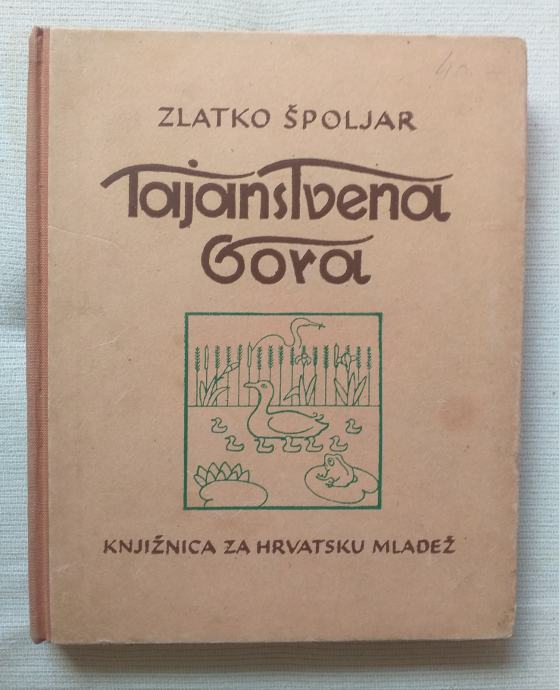 ZLATKO ŠPOLJAR
Tajanstvena
Gora
KNJIŽNICA ZA HRVATSKU MLADEŽ